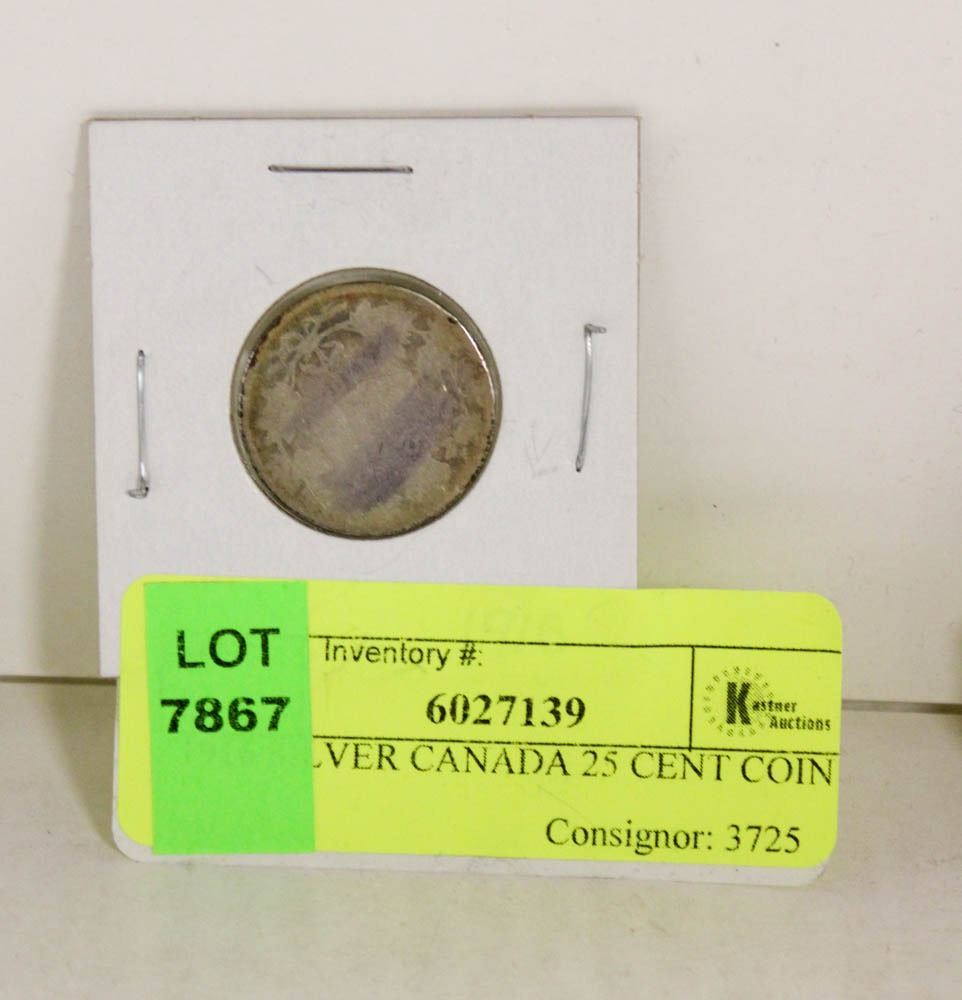 LOT
7867
Inventory #:
6027139
Kastner
Auctions
LVER CANADA 25 CENT COIN
Consignor: 3725